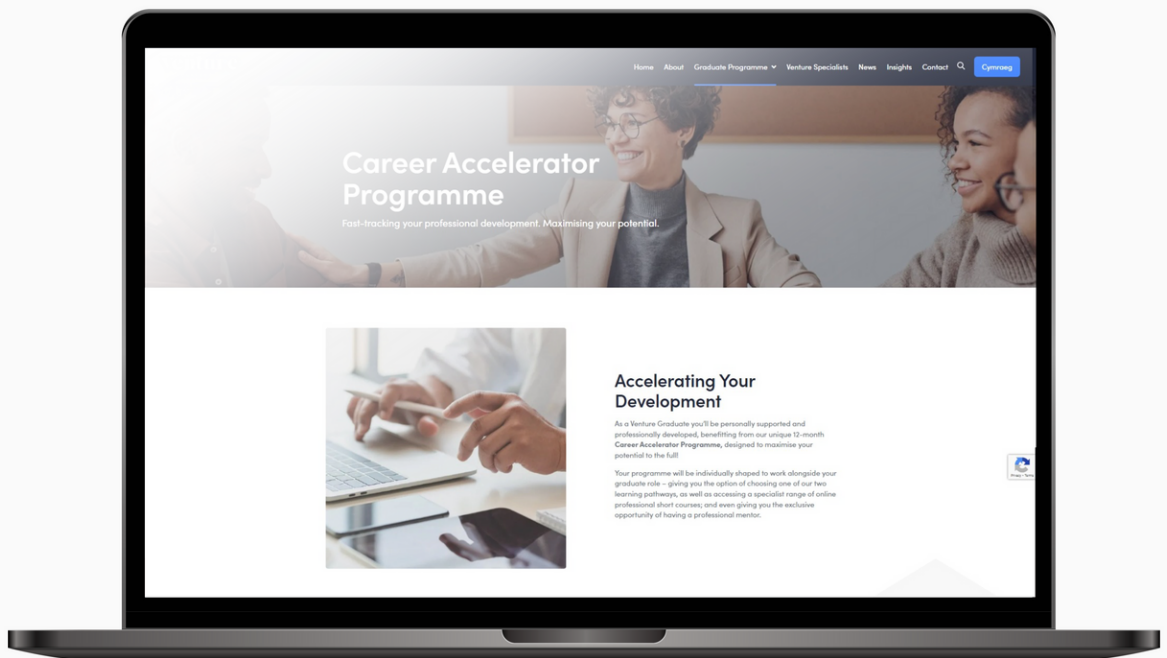 Home About Graduate Programme Venture Specialists News Insights Contact Cymraeg
Career Accelerator
Programme
Fast-tracking your professional development. Maximising your potential.
Accelerating Your
Development
As a Venture Graduate you'll be personally supported and
professionally developed, benefitting from our unique 12-month
Career Accelerator Programme, designed to maximise your
potential to the full!
Your programme will be individually shaped to work alongside your
graduate role – giving you the option of choosing one of our two
learning pathways, as well as accessing a specialist range of online
professional short courses; and even giving you the exclusive
opportunity of having a professional mentor.
Privacy - Terms